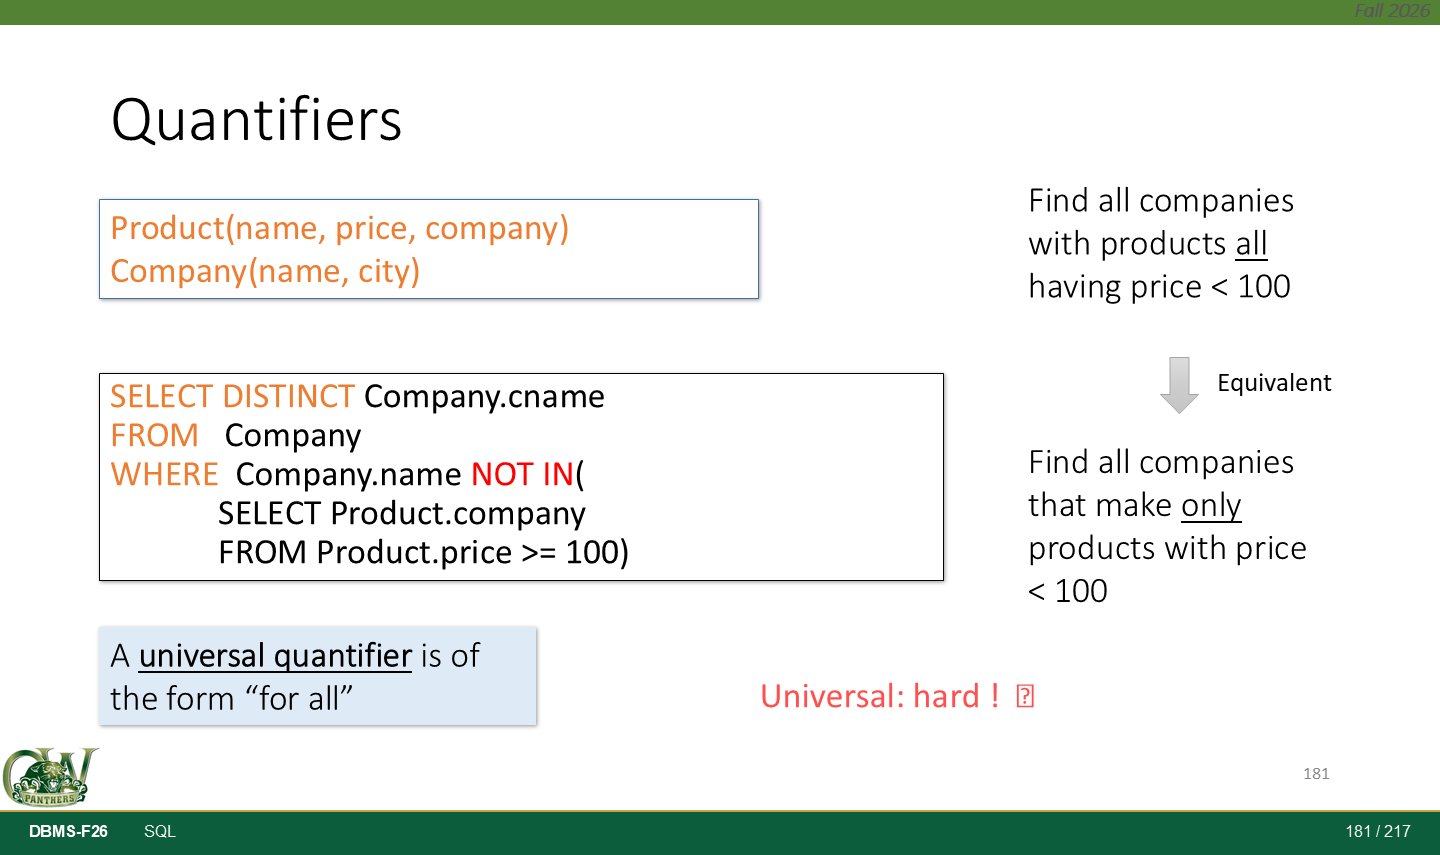 Fall 2026
Quantifiers
Product(name, price, company)
Company(name, city)
Find all companies
with products all
having price < 100
Equivalent
Find all companies
that make only
products with price
< 100
SELECT DISTINCT Company.cname
FROM Company
WHERE Company.name NOT IN(
SELECT Product.company
FROM Product.price >= 100)
A universal quantifier is of
the form “for all”
Universal: hard !
CW
PANTHERS
181
DBMS-F26 SQL 181 / 217